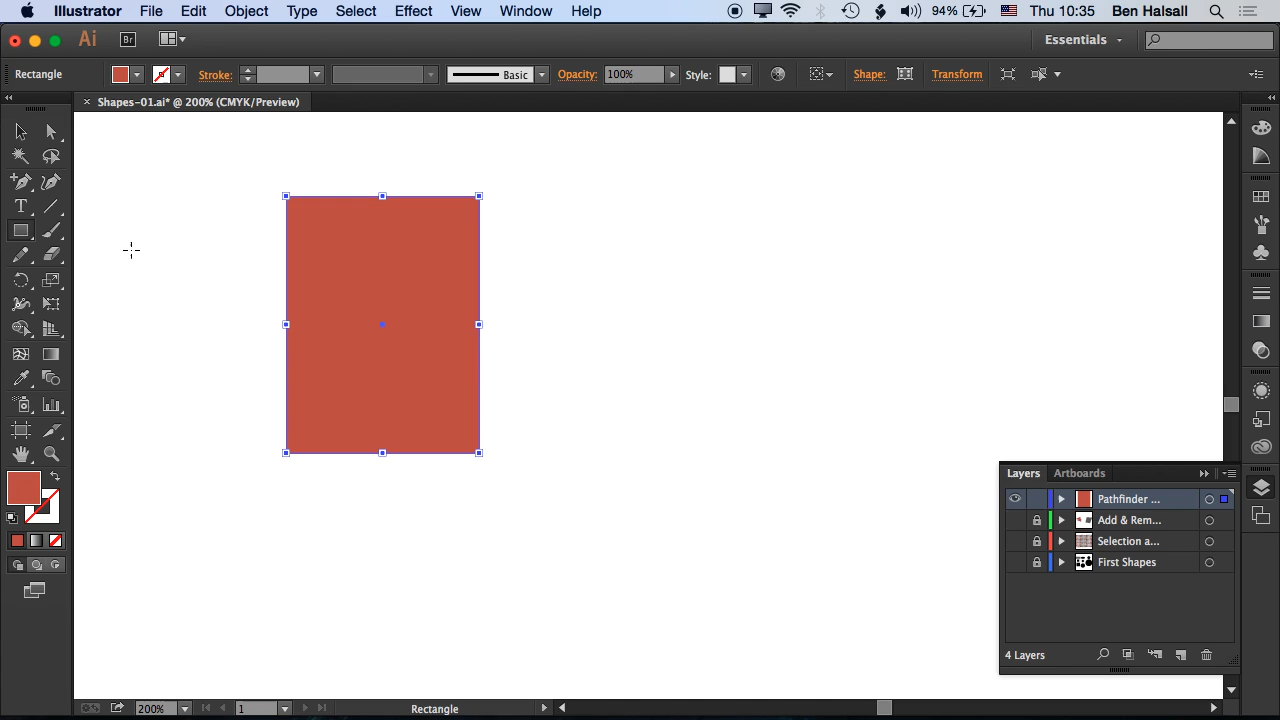 Illustrator File Edit Object Type Select Effect View Window Help 94% Thu 10:35 Ben Halsall
Ai Br Essentials
Rectangle Stroke: Basic Opacity: 100% Style: Shape: Transform
× Shapes-01.ai* @ 200% (CMYK/Preview)
T
Layers Artboards
Pathfinder ...
Add & Rem...
Selection a...
First Shapes
4 Layers
200% 1 Rectangle